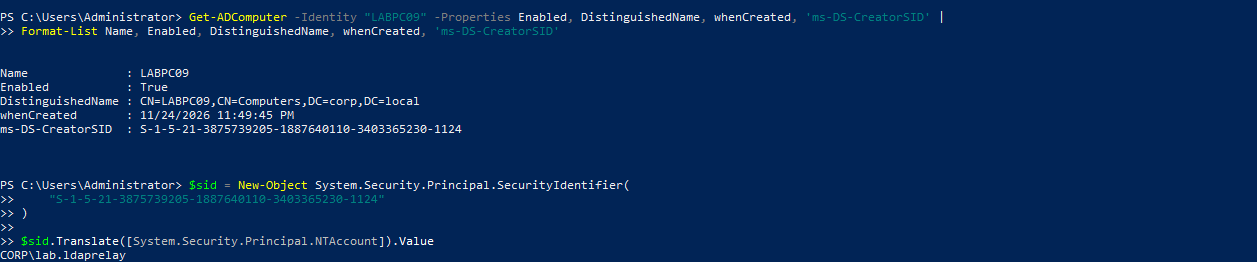 PS C:\Users\Administrator> Get-ADComputer -Identity "LABPC09" -Properties Enabled, DistinguishedName, whenCreated, 'ms-DS-CreatorSID' |
>> Format-List Name, Enabled, DistinguishedName, whenCreated, 'ms-DS-CreatorSID'
Name              : LABPC09
Enabled           : True
DistinguishedName : CN=LABPC09,CN=Computers,DC=corp,DC=local
whenCreated       : 11/24/2026 11:49:45 PM
ms-DS-CreatorSID  : S-1-5-21-3875739205-1887640110-3403365230-1124
PS C:\Users\Administrator> $sid = New-Object System.Security.Principal.SecurityIdentifier(
>>     "S-1-5-21-3875739205-1887640110-3403365230-1124"
>> )
>>
>> $sid.Translate([System.Security.Principal.NTAccount]).Value
CORP\lab.ldaprelay